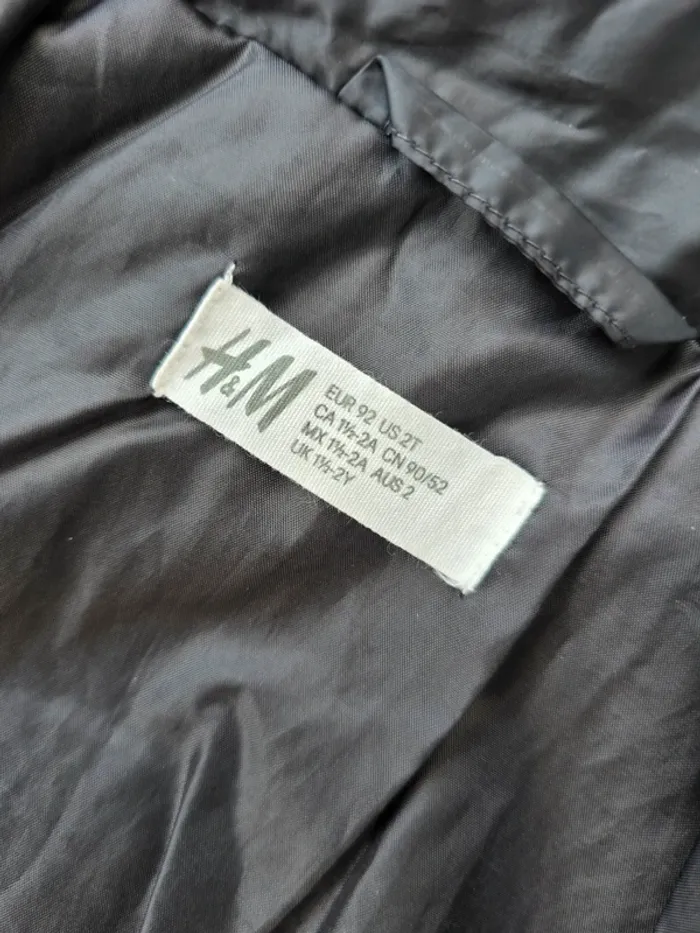 H&M
EUR 92 US 2T
CA 1½-2A CN 90/52
MX 1½-2A AUS 2
UK 1½-2Y